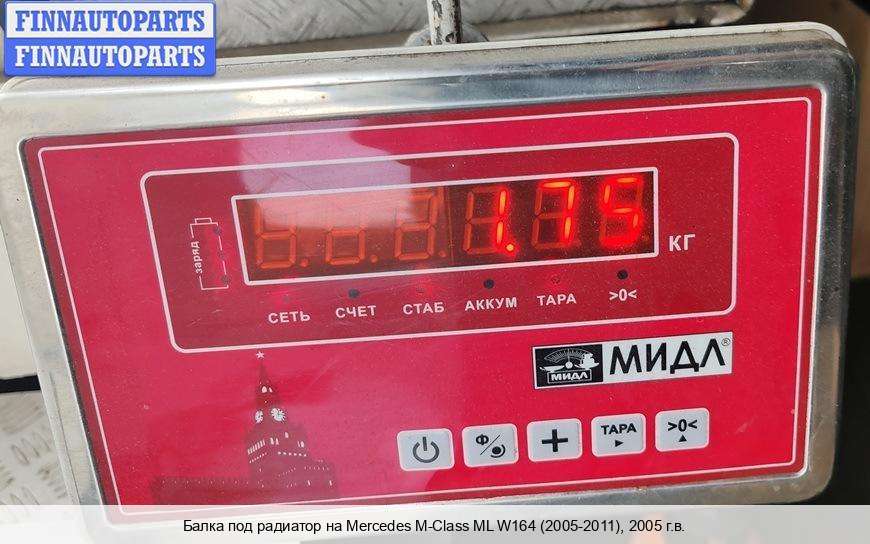 FINNAUTOPARTS
FINNAUTOPARTS
1.75
КГ
заряд
СЕТЬ СЧЕТ СТАБ АККУМ ТАРА >0<
МИДЛ МИДЛ®
Ф ТАРА >0<
Балка под радиатор на Mercedes M-Class ML W164 (2005-2011), 2005 г.в.